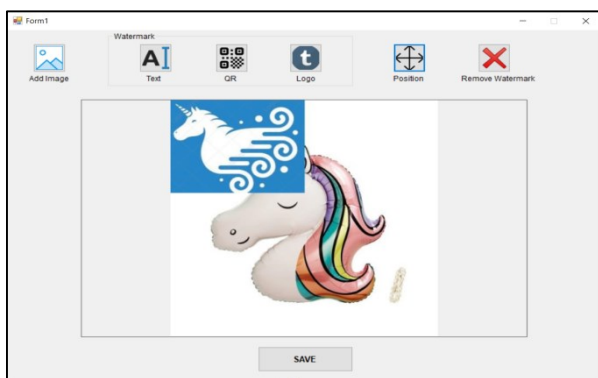 Form1
Watermark
Add Image
Text
QR
Logo
Position
Remove Watermark
SAVE